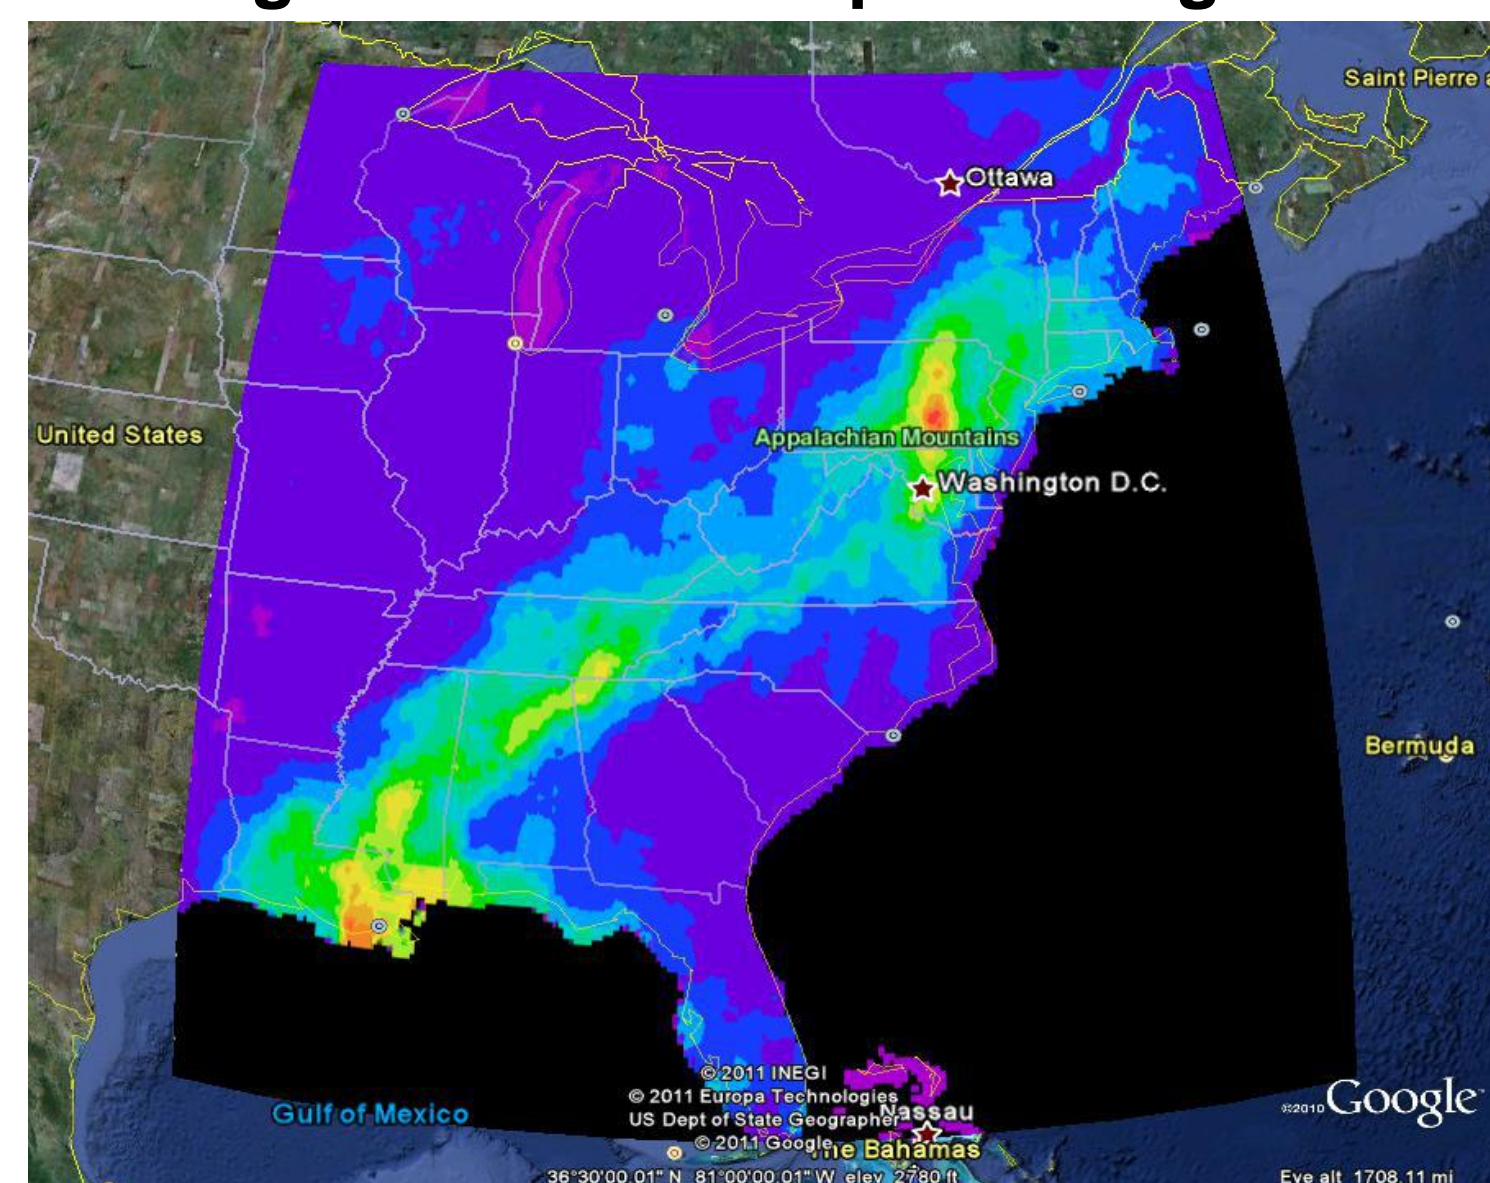 Saint Pierre a
Ottawa
United States
Appalachian Mountains
Washington D.C.
Bermuda
© 2011 INEGI
© 2011 Europa Technologies
US Dept of State Geographer
© 2011 Google
©2010 Google
Gulf of Mexico
Nassau
The Bahamas
36°30'00.01" N 81°00'00.01" W elev 2780 ft
Eye alt 1708.11 mi